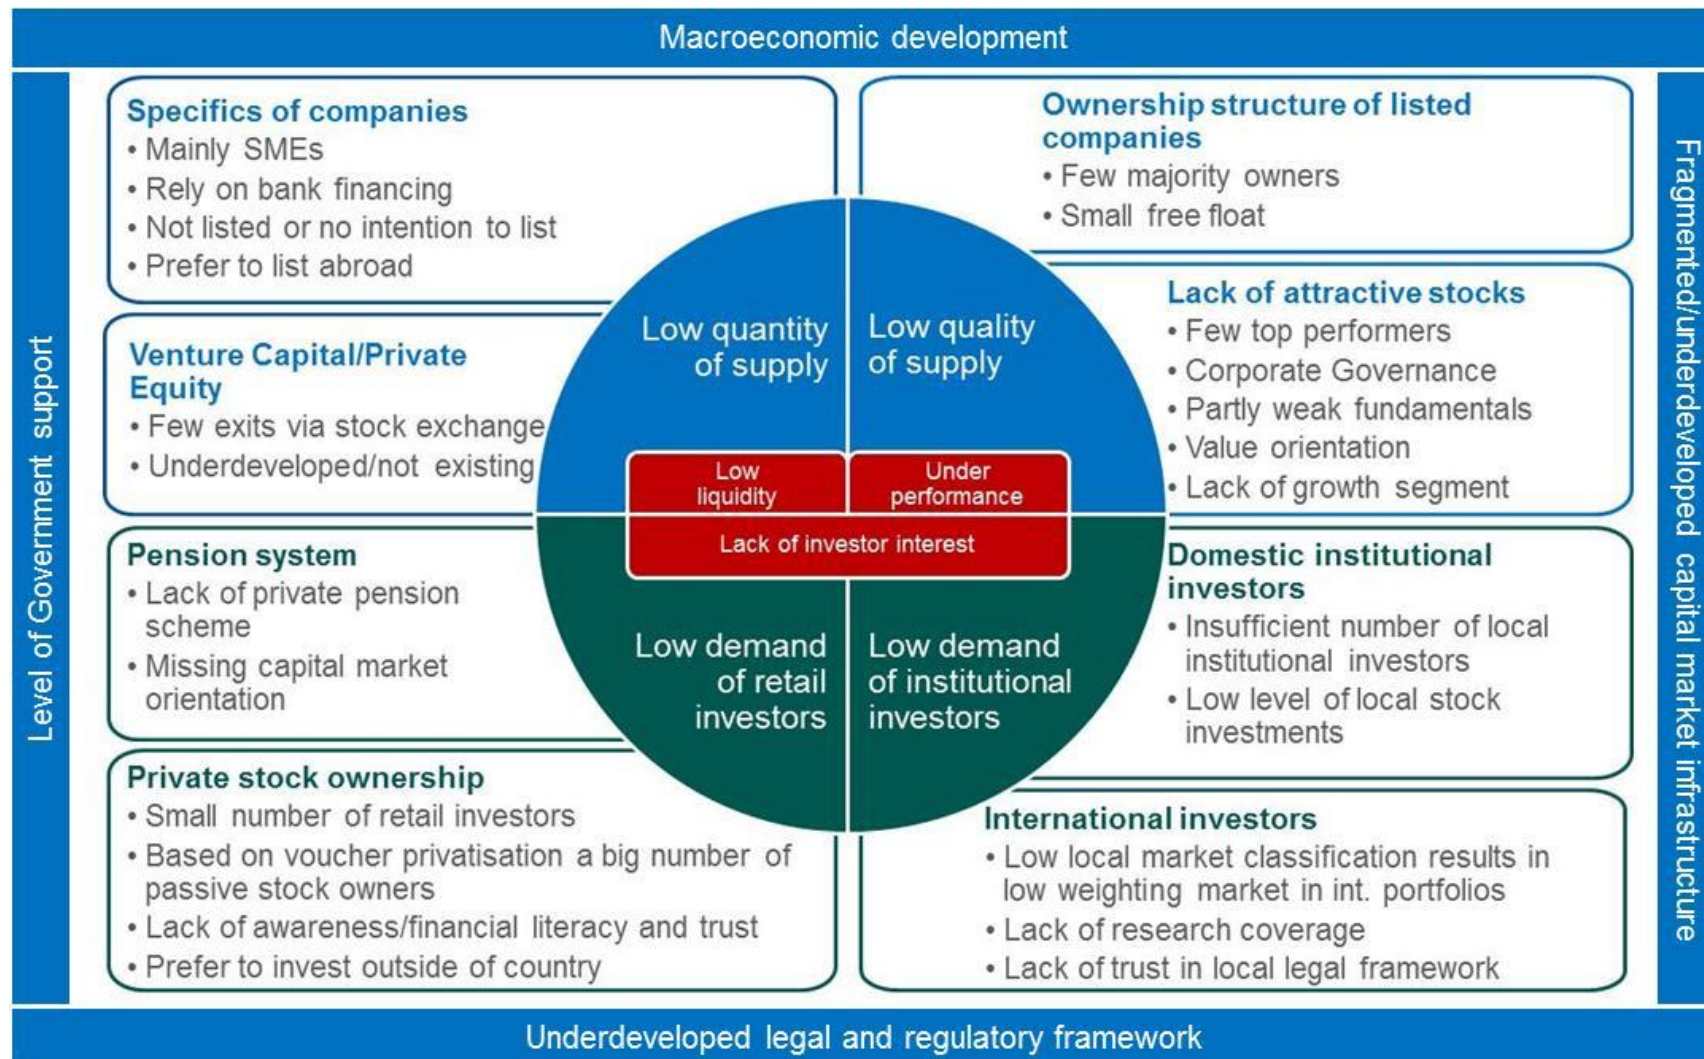 Macroeconomic development
Level of Government support
Specifics of companies
• Mainly SMEs
• Rely on bank financing
• Not listed or no intention to list
• Prefer to list abroad
Venture Capital/Private
Equity
• Few exits via stock exchange
• Underdeveloped/not existing
Pension system
• Lack of private pension
scheme
• Missing capital market
orientation
Private stock ownership
• Small number of retail investors
• Based on voucher privatisation a big number of
passive stock owners
• Lack of awareness/financial literacy and trust
• Prefer to invest outside of country
Low quantity
of supply
Low quality
of supply
Low
liquidity
Under
performance
Lack of investor interest
Low demand
of retail
investors
Low demand
of institutional
investors
Ownership structure of listed
companies
• Few majority owners
• Small free float
Lack of attractive stocks
• Few top performers
• Corporate Governance
• Partly weak fundamentals
• Value orientation
• Lack of growth segment
Domestic institutional
investors
• Insufficient number of local
institutional investors
• Low level of local stock
investments
International investors
• Low local market classification results in
low weighting market in int. portfolios
• Lack of research coverage
• Lack of trust in local legal framework
Fragmented/underdeveloped capital market infrastructure
Underdeveloped legal and regulatory framework